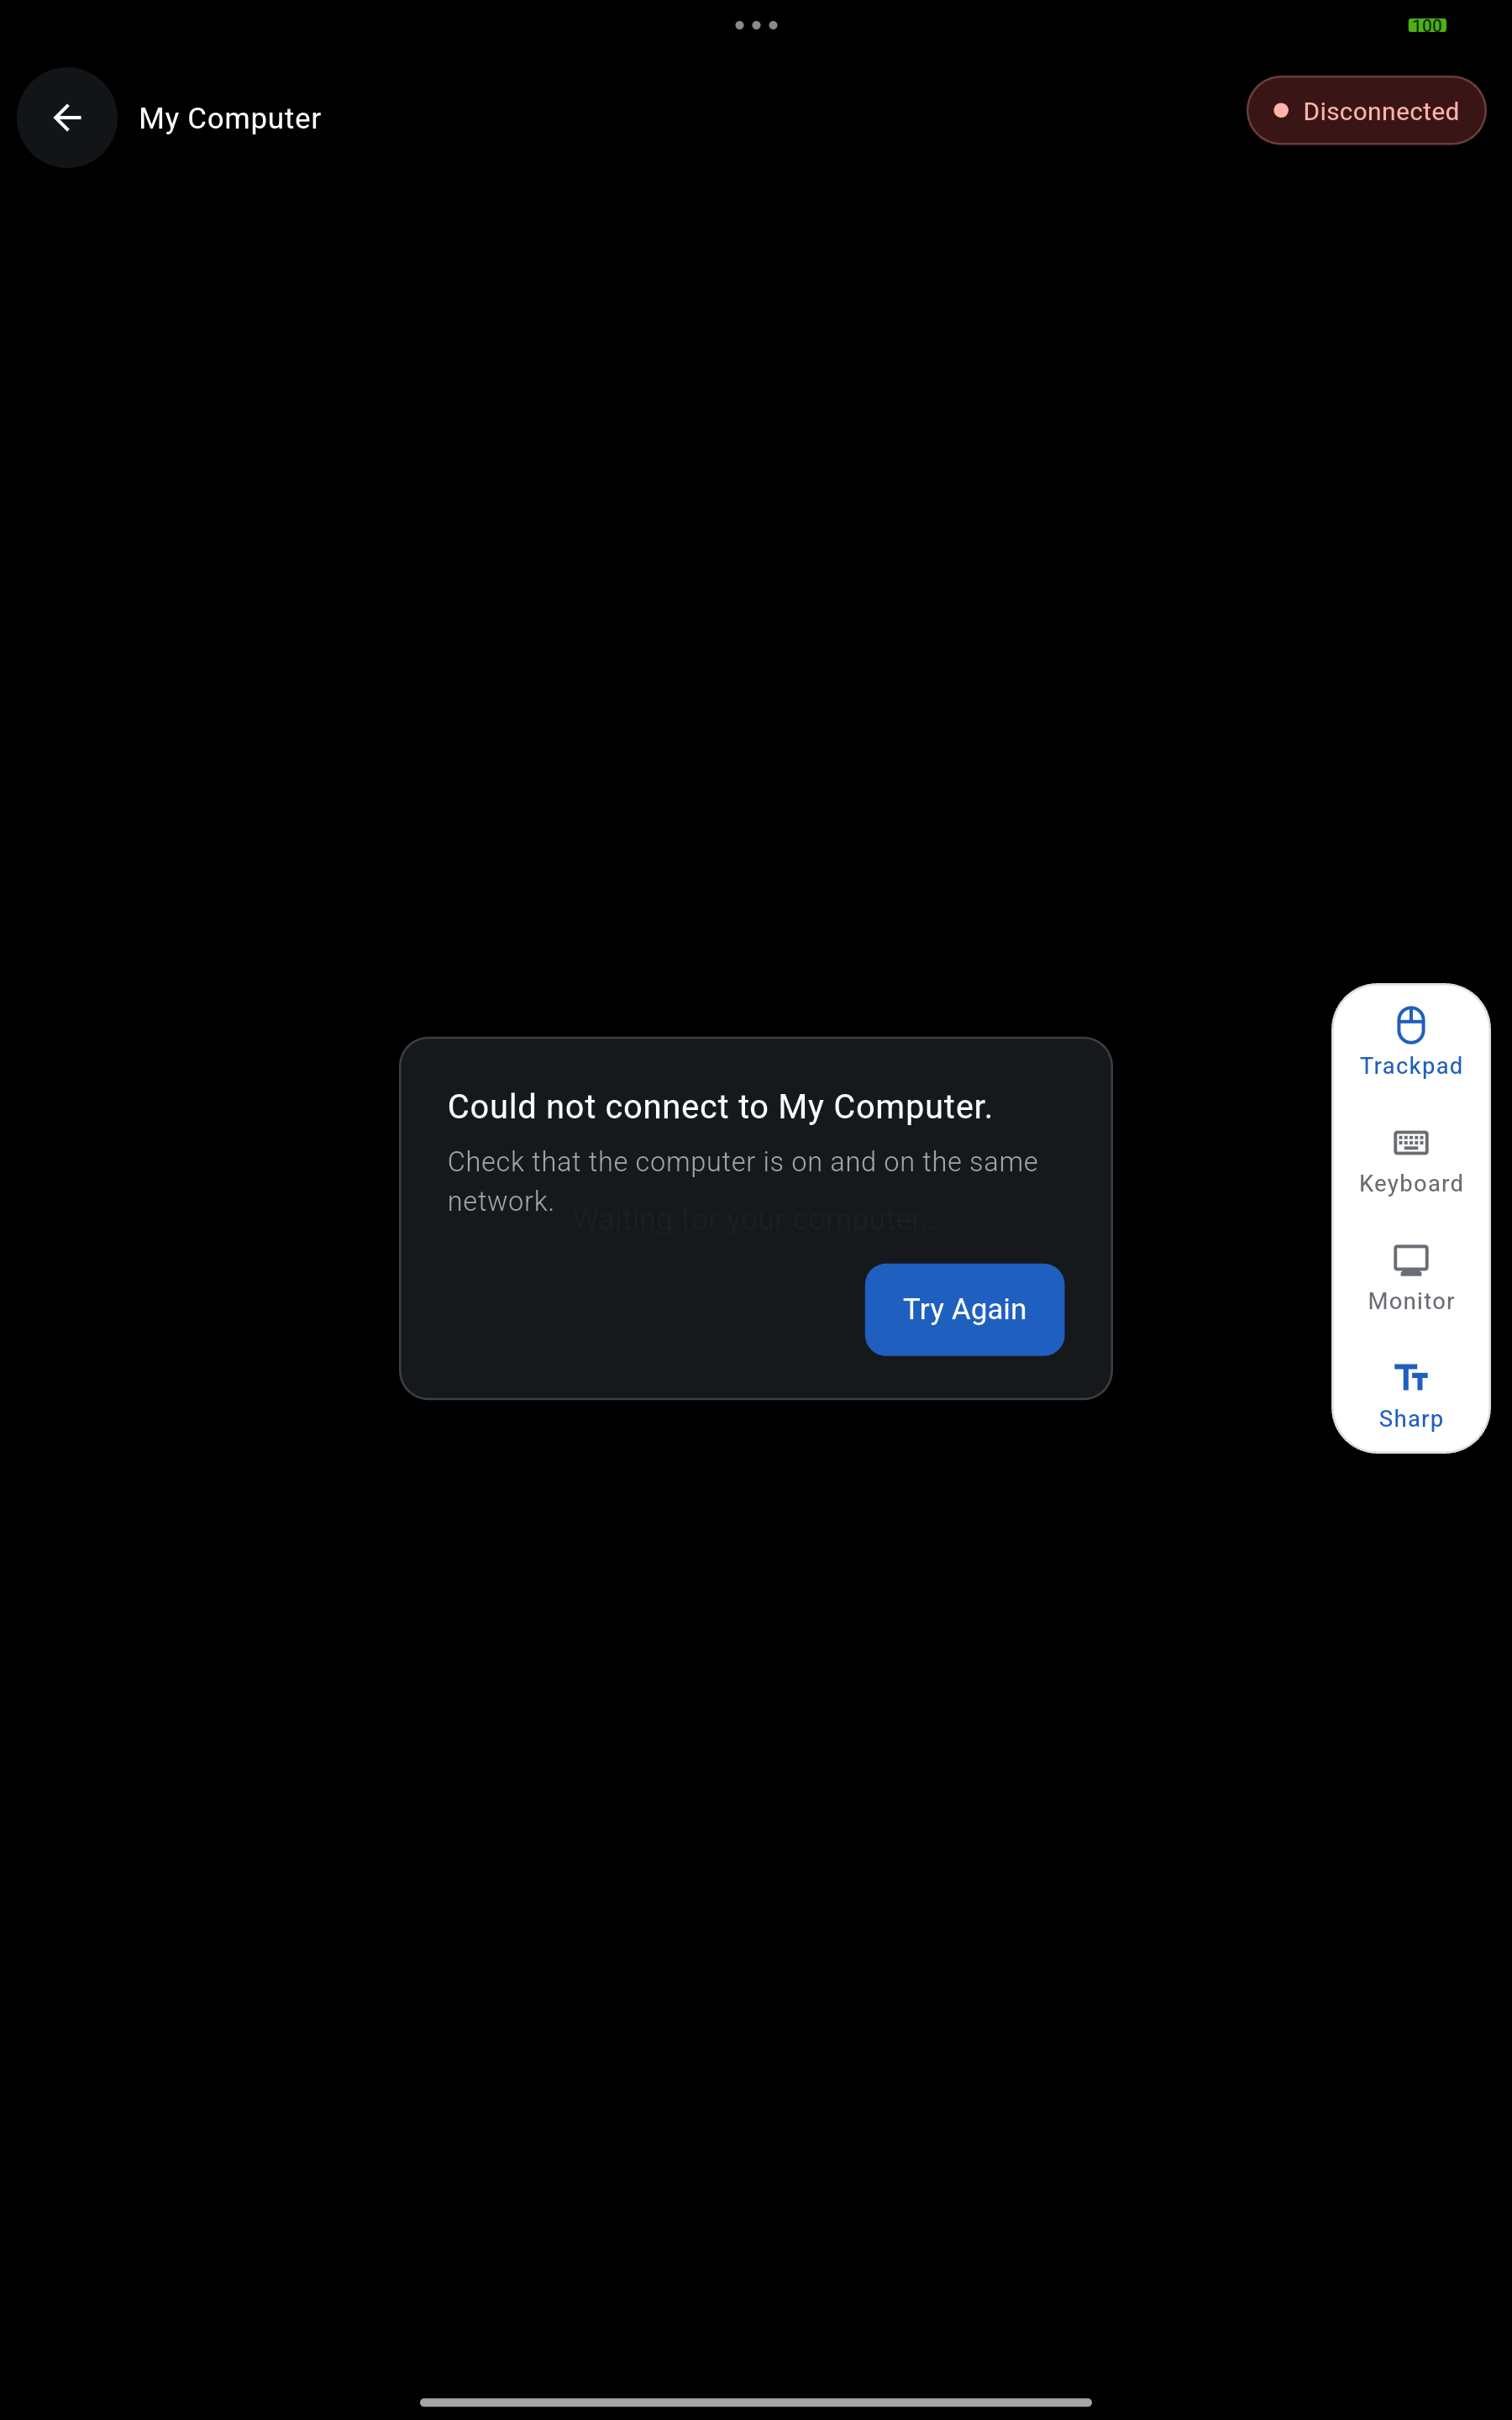 100
My Computer
Disconnected
Trackpad
Could not connect to My Computer.
Check that the computer is on and on the same
network.
Waiting for your computer...
Keyboard
Monitor
Try Again
Sharp